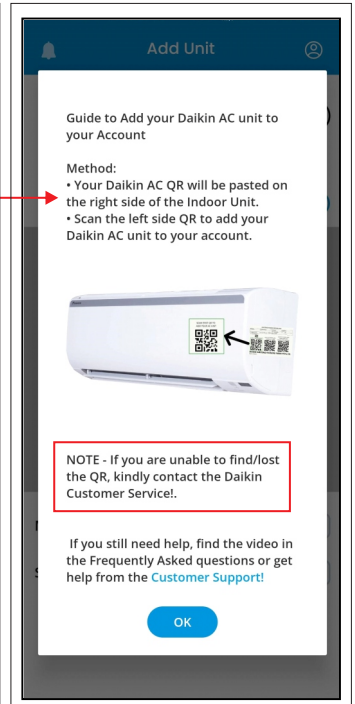 Add Unit
Guide to Add your Daikin AC unit to
your Account
Method:
• Your Daikin AC QR will be pasted on
the right side of the Indoor Unit.
• Scan the left side QR to add your
Daikin AC unit to your account.
NOTE - If you are unable to find/lost
the QR, kindly contact the Daikin
Customer Service!.
If you still need help, find the video in
the Frequently Asked questions or get
help from the Customer Support!
OK